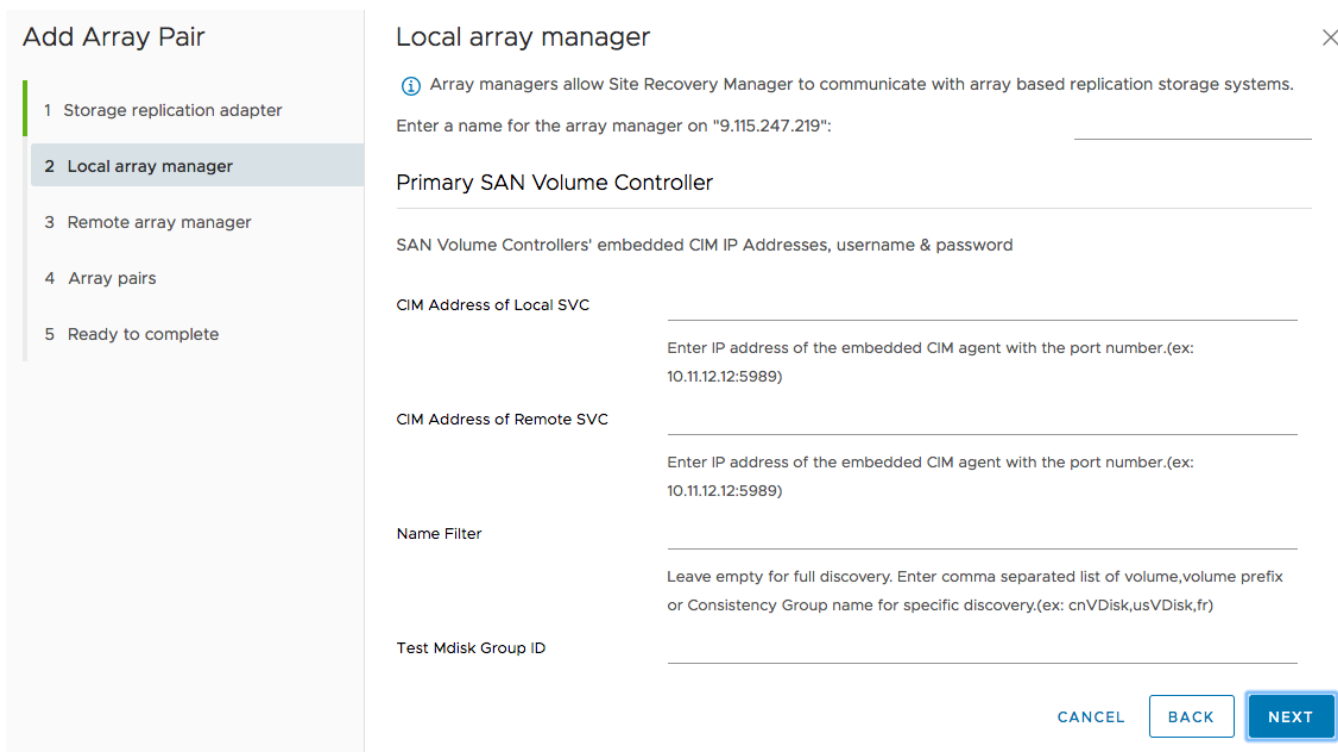 Add Array Pair
1 Storage replication adapter
2 Local array manager
3 Remote array manager
4 Array pairs
5 Ready to complete
Local array manager
Array managers allow Site Recovery Manager to communicate with array based replication storage systems.
Enter a name for the array manager on "9.115.247.219":
Primary SAN Volume Controller
SAN Volume Controllers' embedded CIM IP Addresses, username & password
CIM Address of Local SVC
Enter IP address of the embedded CIM agent with the port number.(ex:
10.11.12.12:5989)
CIM Address of Remote SVC
Enter IP address of the embedded CIM agent with the port number.(ex:
10.11.12.12:5989)
Name Filter
Leave empty for full discovery. Enter comma separated list of volume,volume prefix
or Consistency Group name for specific discovery.(ex: cnVDisk,usVDisk,fr)
Test Mdisk Group ID
CANCEL
BACK
NEXT